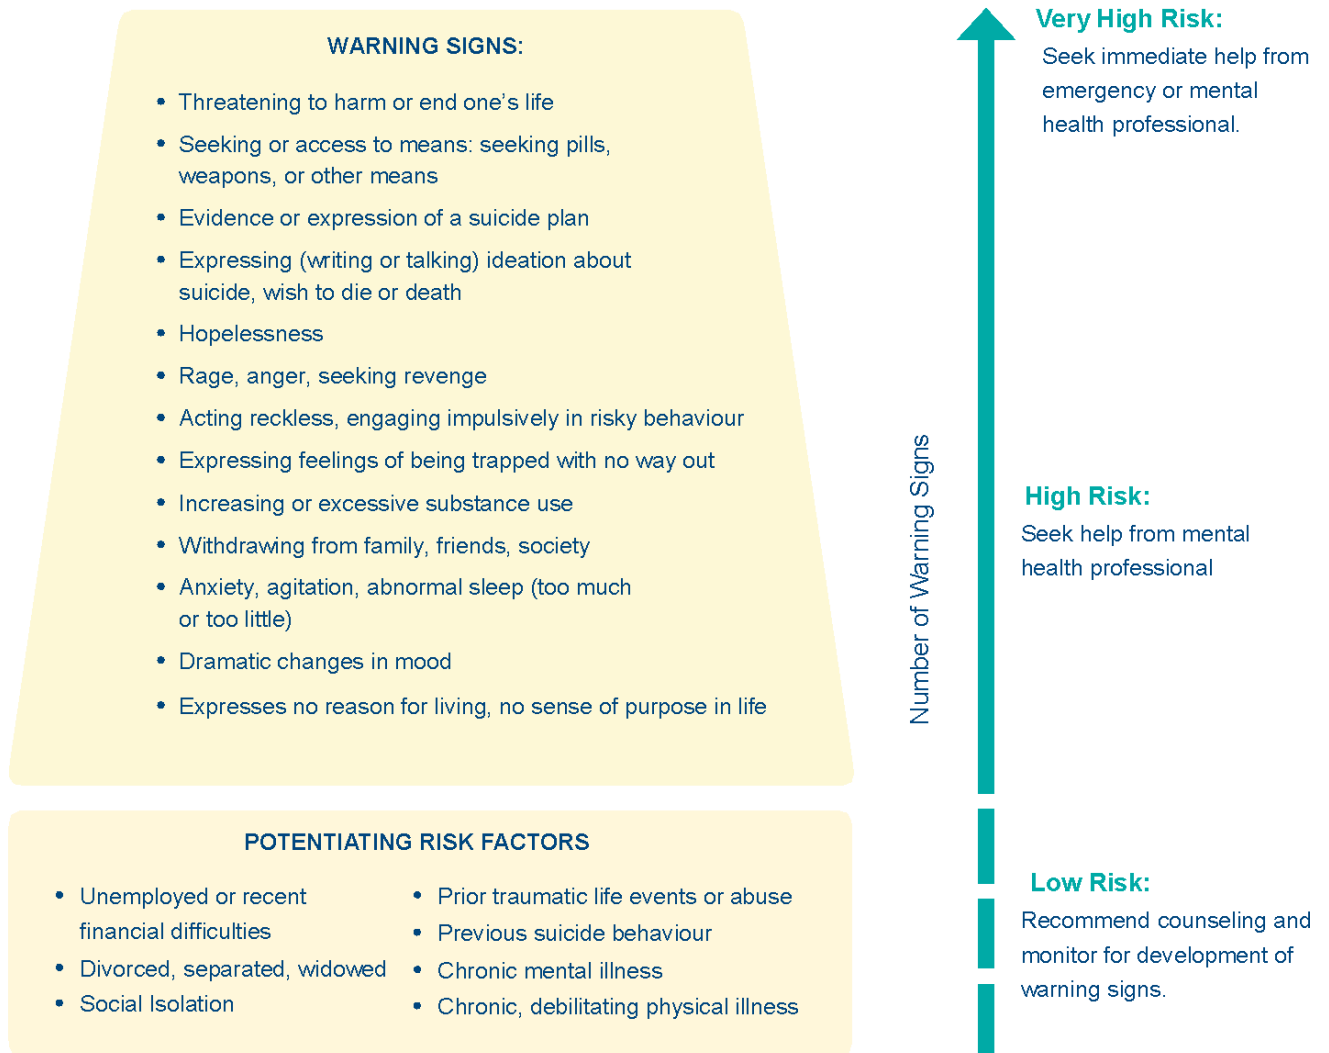 WARNING SIGNS:
• Threatening to harm or end one’s life
• Seeking or access to means: seeking pills,
weapons, or other means
• Evidence or expression of a suicide plan
• Expressing (writing or talking) ideation about
suicide, wish to die or death
• Hopelessness
• Rage, anger, seeking revenge
• Acting reckless, engaging impulsively in risky behaviour
• Expressing feelings of being trapped with no way out
• Increasing or excessive substance use
• Withdrawing from family, friends, society
• Anxiety, agitation, abnormal sleep (too much
or too little)
• Dramatic changes in mood
• Expresses no reason for living, no sense of purpose in life
POTENTIATING RISK FACTORS
• Unemployed or recent
financial difficulties
• Divorced, separated, widowed
• Social Isolation
• Prior traumatic life events or abuse
• Previous suicide behaviour
• Chronic mental illness
• Chronic, debilitating physical illness
Number of Warning Signs
Very High Risk:
Seek immediate help from
emergency or mental
health professional.
High Risk:
Seek help from mental
health professional
Low Risk:
Recommend counseling and
monitor for development of
warning signs.